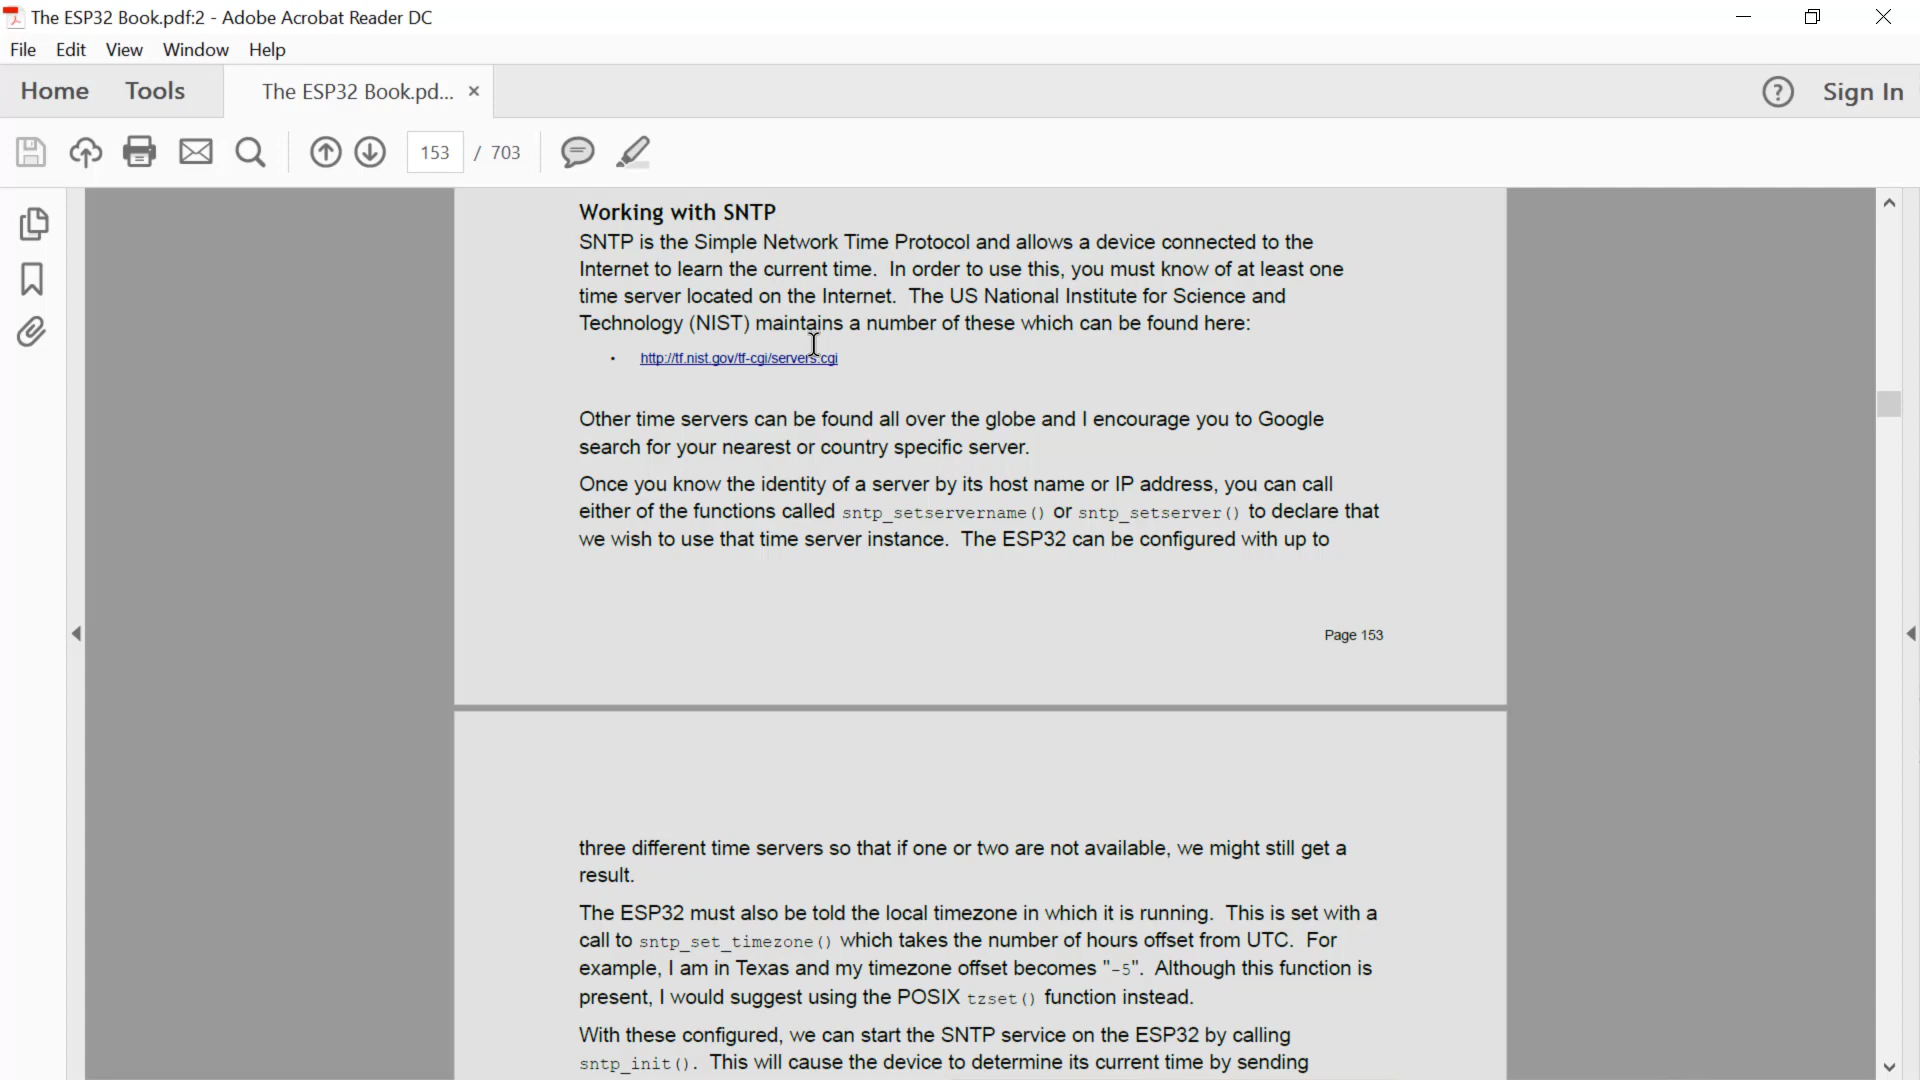 The ESP32 Book.pdf:2 - Adobe Acrobat Reader DC
File Edit View Window Help
Home Tools The ESP32 Book.pd... × ? Sign In
153 / 703
Working with SNTP
SNTP is the Simple Network Time Protocol and allows a device connected to the
Internet to learn the current time. In order to use this, you must know of at least one
time server located on the Internet. The US National Institute for Science and
Technology (NIST) maintains a number of these which can be found here:
• http://tf.nist.gov/tf-cgi/servers.cgi
Other time servers can be found all over the globe and I encourage you to Google
search for your nearest or country specific server.
Once you know the identity of a server by its host name or IP address, you can call
either of the functions called sntp_setservername() or sntp_setserver() to declare that
we wish to use that time server instance. The ESP32 can be configured with up to
Page 153
three different time servers so that if one or two are not available, we might still get a
result.
The ESP32 must also be told the local timezone in which it is running. This is set with a
call to sntp_set_timezone() which takes the number of hours offset from UTC. For
example, I am in Texas and my timezone offset becomes "-5". Although this function is
present, I would suggest using the POSIX tzset() function instead.
With these configured, we can start the SNTP service on the ESP32 by calling
sntp_init(). This will cause the device to determine its current time by sending